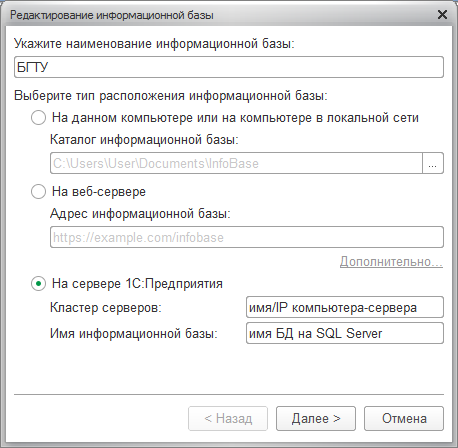 Редактирование информационной базы
Укажите наименование информационной базы:
БГТУ
Выберите тип расположения информационной базы:
На данном компьютере или на компьютере в локальной сети
Каталог информационной базы:
C:\Users\User\Documents\InfoBase
...
На веб-сервере
Адрес информационной базы:
https://example.com/infobase
Дополнительно...
На сервере 1С:Предприятия
Кластер серверов: имя/IP компьютера-сервера
Имя информационной базы: имя БД на SQL Server
< Назад Далее > Отмена